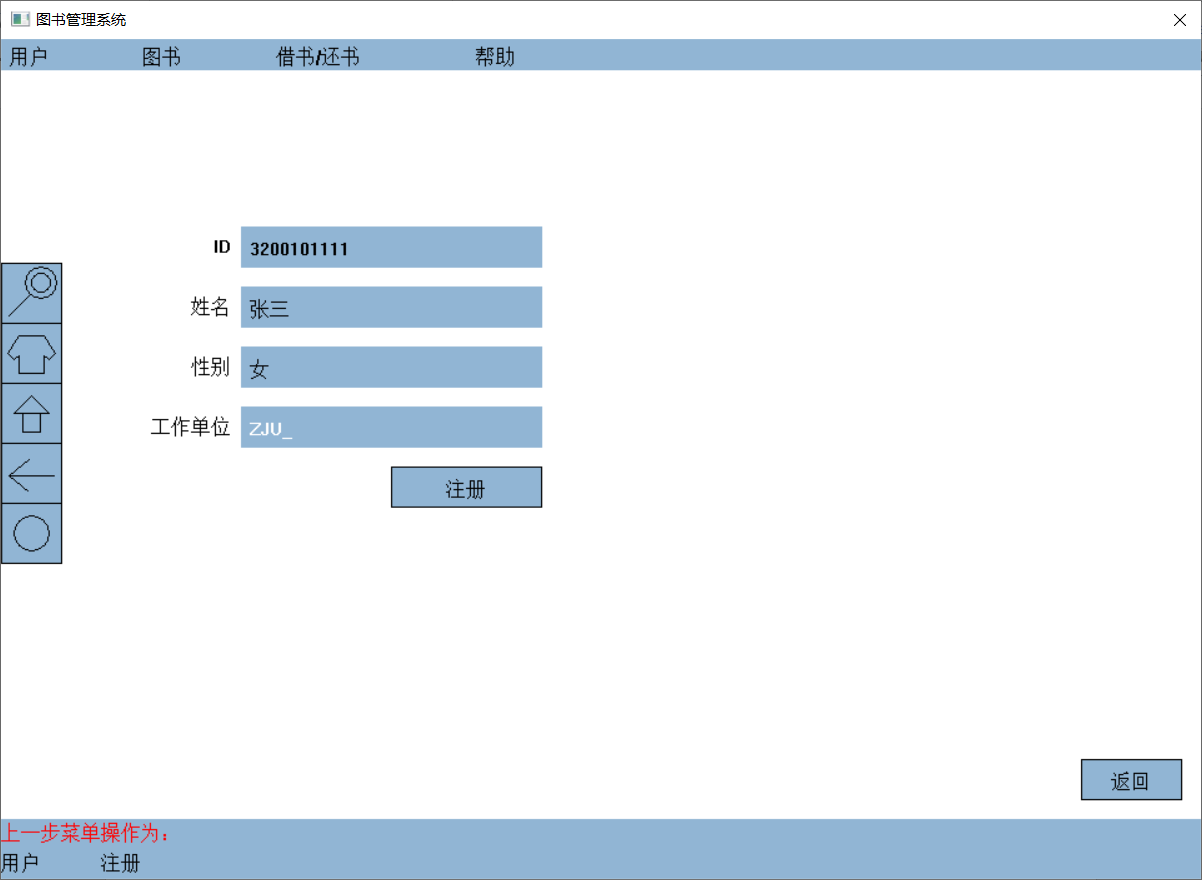 图书管理系统
用户 图书 借书/还书 帮助
ID 3200101111
姓名 张三
性别 女
工作单位 ZJU_
注册
返回
上一步菜单操作为：
用户 注册